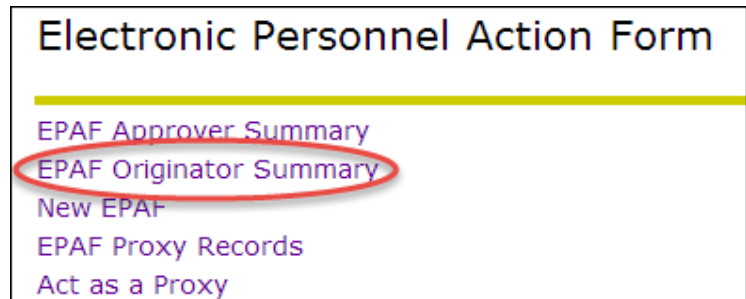 Electronic Personnel Action Form
EPAF Approver Summary
EPAF Originator Summary
New EPAF
EPAF Proxy Records
Act as a Proxy